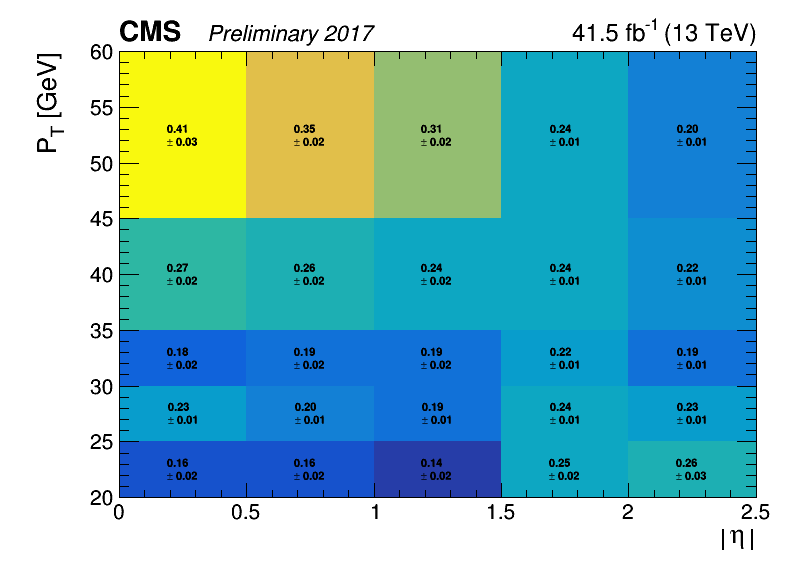 CMS Preliminary 2017 41.5 fb⁻¹ (13 TeV)
P_T [GeV]
60
0.41 0.35 0.31 0.24 0.20
± 0.03 ± 0.02 ± 0.02 ± 0.01 ± 0.01
55
50
45
0.27 0.26 0.24 0.24 0.22
± 0.02 ± 0.02 ± 0.02 ± 0.01 ± 0.01
40
35
0.18 0.19 0.19 0.22 0.19
± 0.02 ± 0.02 ± 0.02 ± 0.01 ± 0.01
30
0.23 0.20 0.19 0.24 0.23
± 0.01 ± 0.01 ± 0.01 ± 0.01 ± 0.01
25
0.16 0.16 0.14 0.25 0.26
± 0.02 ± 0.02 ± 0.02 ± 0.02 ± 0.03
20
0 0.5 1 1.5 2 2.5
|η|